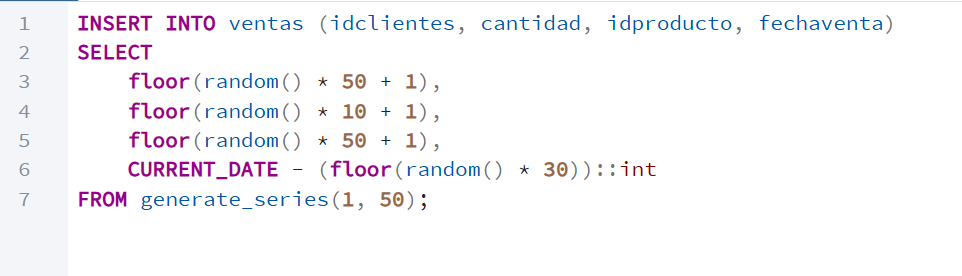 1 INSERT INTO ventas (idclientes, cantidad, idproducto, fechaventa)
2 SELECT
3     floor(random() * 50 + 1),
4     floor(random() * 10 + 1),
5     floor(random() * 50 + 1),
6     CURRENT_DATE - (floor(random() * 30))::int
7 FROM generate_series(1, 50);